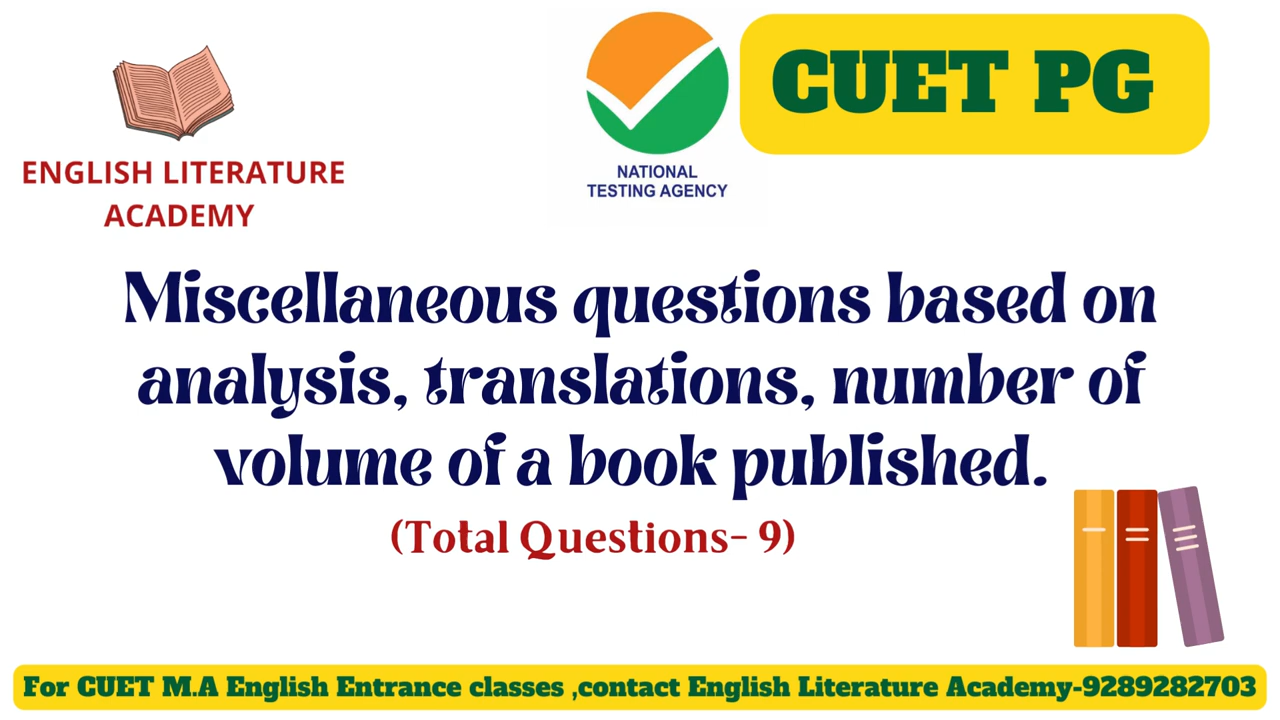 ENGLISH LITERATURE
ACADEMY
NATIONAL
TESTING AGENCY
CUET PG
Miscellaneous questions based on
analysis, translations, number of
volume of a book published.
(Total Questions- 9)
For CUET M.A English Entrance classes ,contact English Literature Academy-9289282703